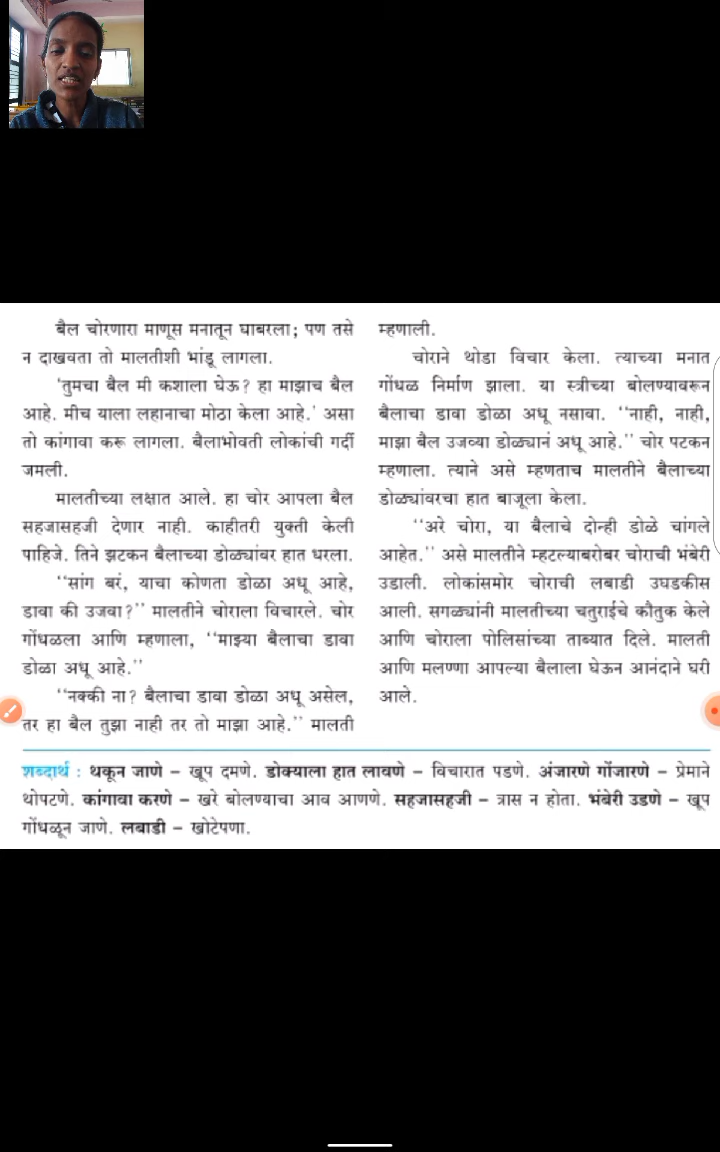 बैल चोरणारा माणूस मनातून घाबरला; पण तसे
न दाखवता तो मालतीशी भांडू लागला.
'तुमचा बैल मी कशाला घेऊ? हा माझाच बैल
आहे. मीच याला लहानाचा मोठा केला आहे.' असा
तो कांगावा करू लागला. बैलाभोवती लोकांची गर्दी
जमली.
मालतीच्या लक्षात आले. हा चोर आपला बैल
सहजासहजी देणार नाही. काहीतरी युक्ती केली
पाहिजे. तिने झटकन बैलाच्या डोळ्यांवर हात धरला.
"सांग बरं, याचा कोणता डोळा अधू आहे,
डावा की उजवा?" मालतीने चोराला विचारले. चोर
गोंधळला आणि म्हणाला, "माझ्या बैलाचा डावा
डोळा अधू आहे."
"नक्की ना? बैलाचा डावा डोळा अधू असेल,
तर हा बैल तुझा नाही तर तो माझा आहे." मालती
म्हणाली.
चोराने थोडा विचार केला. त्याच्या मनात
गोंधळ निर्माण झाला. या स्त्रीच्या बोलण्यावरून
बैलाचा डावा डोळा अधू नसावा. "नाही, नाही,
माझा बैल उजव्या डोळ्यानं अधू आहे." चोर पटकन
म्हणाला. त्याने असे म्हणताच मालतीने बैलाच्या
डोळ्यांवरचा हात बाजूला केला.
"अरे चोरा, या बैलाचे दोन्ही डोळे चांगले
आहेत." असे मालतीने म्हटल्याबरोबर चोराची भंबेरी
उडाली. लोकांसमोर चोराची लबाडी उघडकीस
आली. सगळ्यांनी मालतीच्या चतुराईचे कौतुक केले
आणि चोराला पोलिसांच्या ताब्यात दिले. मालती
आणि मलण्णा आपल्या बैलाला घेऊन आनंदाने घरी
आले.
शब्दार्थ : थकून जाणे – खूप दमणे. डोक्याला हात लावणे – विचारात पडणे. अंजारणे गोंजारणे – प्रेमाने
थोपटणे. कांगावा करणे – खरे बोलण्याचा आव आणणे. सहजासहजी – त्रास न होता. भंबेरी उडणे – खूप
गोंधळून जाणे. लबाडी – खोटेपणा.